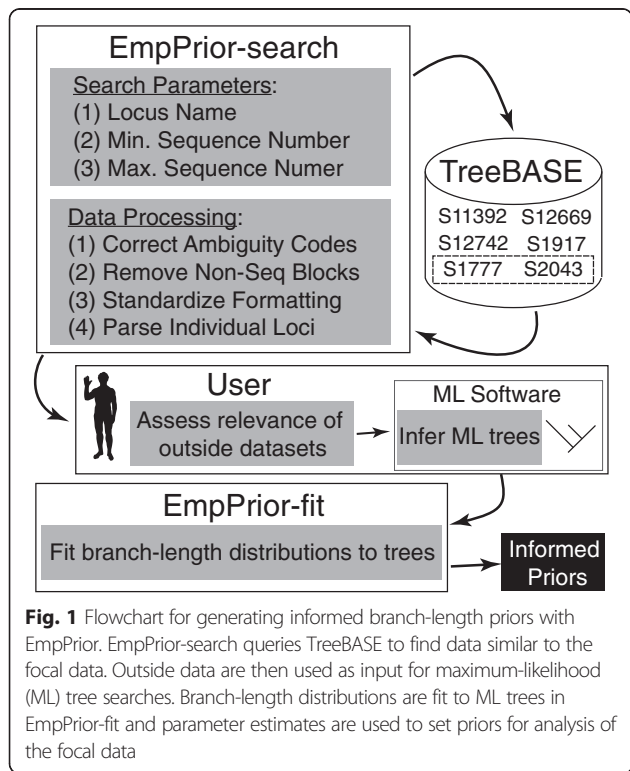 EmpPrior-search
Search Parameters:
(1) Locus Name
(2) Min. Sequence Number
(3) Max. Sequence Numer
Data Processing:
(1) Correct Ambiguity Codes
(2) Remove Non-Seq Blocks
(3) Standardize Formatting
(4) Parse Individual Loci
TreeBASE
S11392 S12669
S12742 S1917
S1777 S2043
User
Assess relevance of
outside datasets
ML Software
Infer ML trees
EmpPrior-fit
Fit branch-length distributions to trees
Informed
Priors
Fig. 1 Flowchart for generating informed branch-length priors with
EmpPrior. EmpPrior-search queries TreeBASE to find data similar to the
focal data. Outside data are then used as input for maximum-likelihood
(ML) tree searches. Branch-length distributions are fit to ML trees in
EmpPrior-fit and parameter estimates are used to set priors for analysis of
the focal data